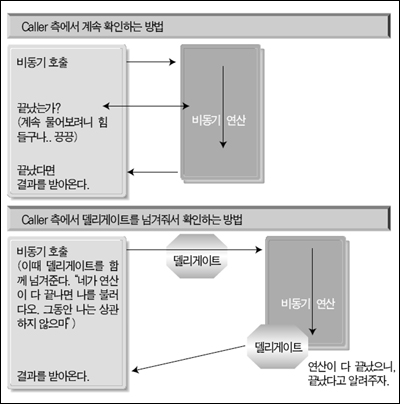 Caller 측에서 계속 확인하는 방법
비동기 호출
끝났는가?
(계속 물어보려니 힘
들구나.. 끙끙)
비동기 연산
끝났다면
결과를 받아온다.
Caller 측에서 델리게이트를 넘겨줘서 확인하는 방법
비동기 호출
(이때 델리게이트를 함
께 넘겨준다. "네가 연산
이 다 끝나면 나를 불러
다오. 그동안 나는 상관
하지 않으마")
델리게이트
비동기 연산
델리게이트
연산이 다 끝났으니,
끝났다고 알려주자.
결과를 받아온다.